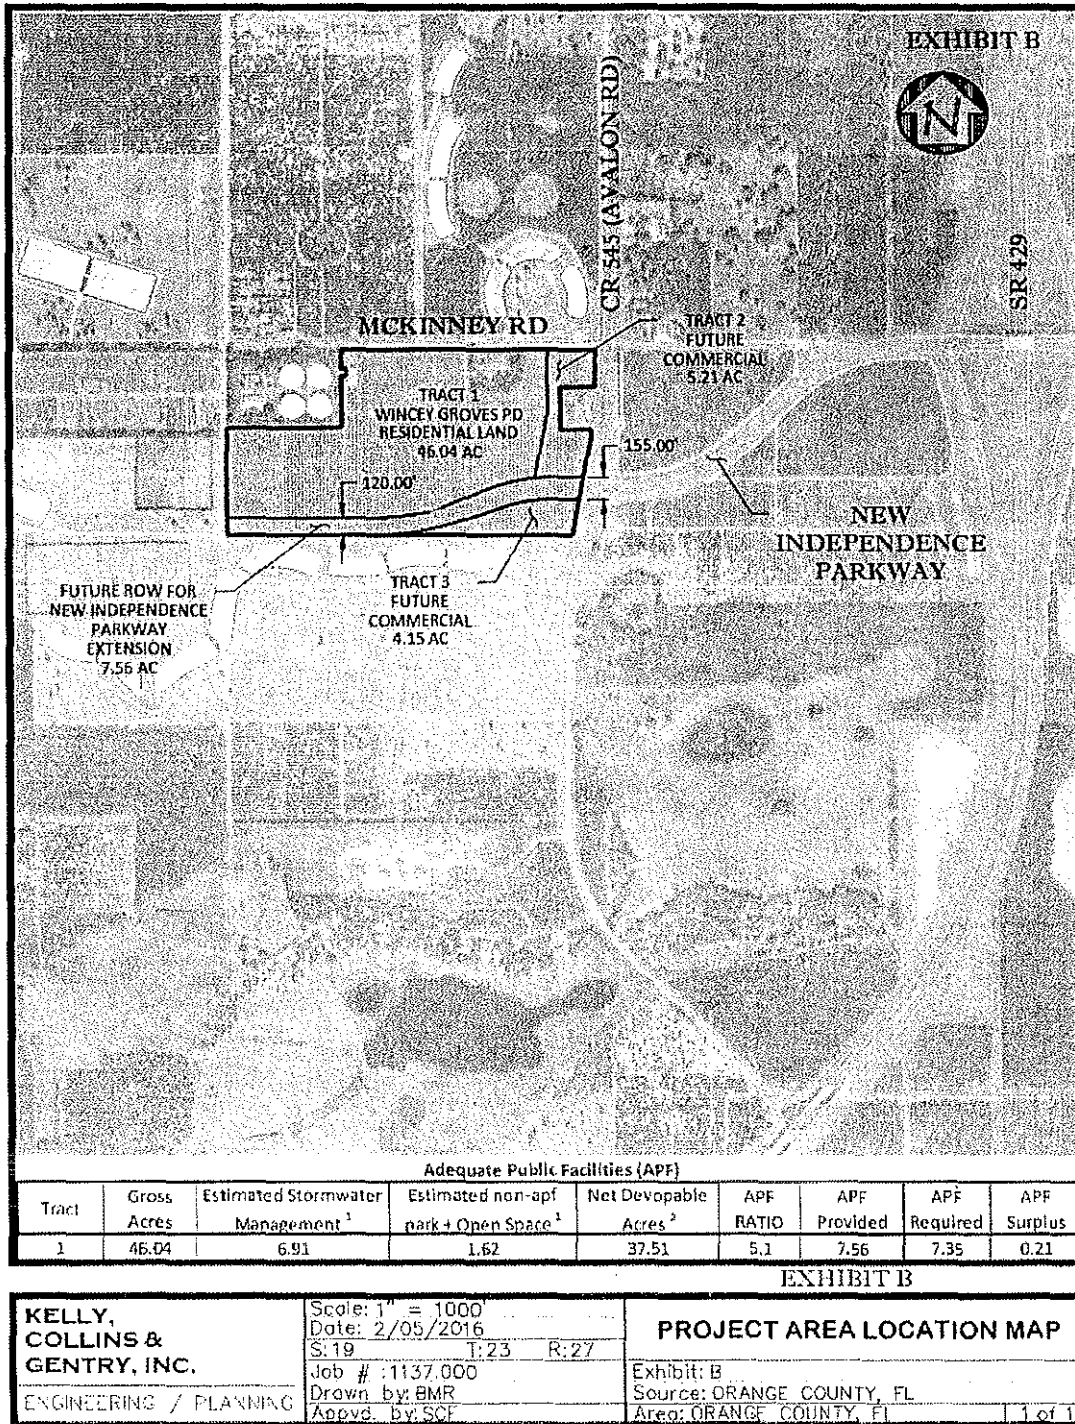 EXHIBIT B
N
CR 545 (AVALON RD)
SR 429
MCKINNEY RD
TRACT 2
FUTURE
COMMERCIAL
5.21 AC
TRACT 1
WINCEY GROVES PD
RESIDENTIAL LAND
46.04 AC
155.00'
120.00'
NEW
INDEPENDENCE
PARKWAY
FUTURE ROW FOR
NEW INDEPENDENCE
PARKWAY
EXTENSION
7.56 AC
TRACT 3
FUTURE
COMMERCIAL
4.15 AC
Adequate Public Facilities (APF)
Tract Gross Acres Estimated Stormwater Management 1 Estimated non-apf park + Open Space 1 Net Devopable Acres 2 APF RATIO APF Provided APF Required APF Surplus
1 46.04 6.91 1.62 37.51 5.1 7.56 7.35 0.21
EXHIBIT B
KELLY,
COLLINS &
GENTRY, INC.
ENGINEERING / PLANNING
Scale: 1" = 1000'
Date: 2/05/2016
S:19 T:23 R:27
Job # :1137.000
Drawn by: BMR
Appvd. by: SCF
PROJECT AREA LOCATION MAP
Exhibit: B
Source: ORANGE COUNTY, FL
Area: ORANGE COUNTY, FL 1 of 1